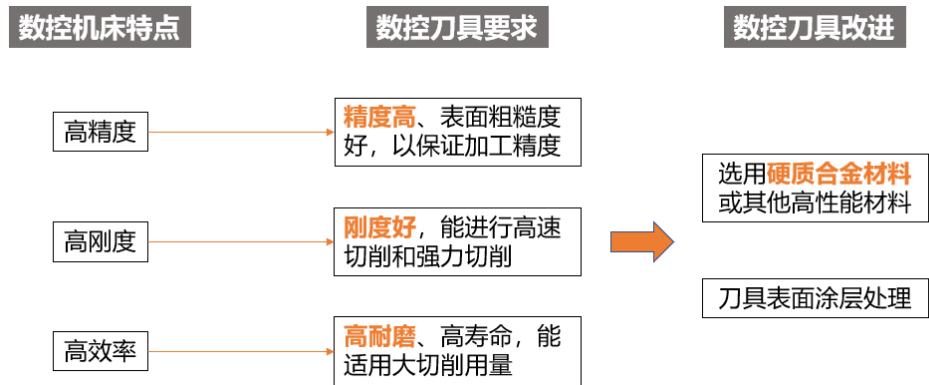 数控机床特点
数控刀具要求
数控刀具改进
高精度
精度高、表面粗糙度
好，以保证加工精度
选用硬质合金材料
或其他高性能材料
高刚度
刚度好，能进行高速
切削和强力切削
刀具表面涂层处理
高效率
高耐磨、高寿命，能
适用大切削用量